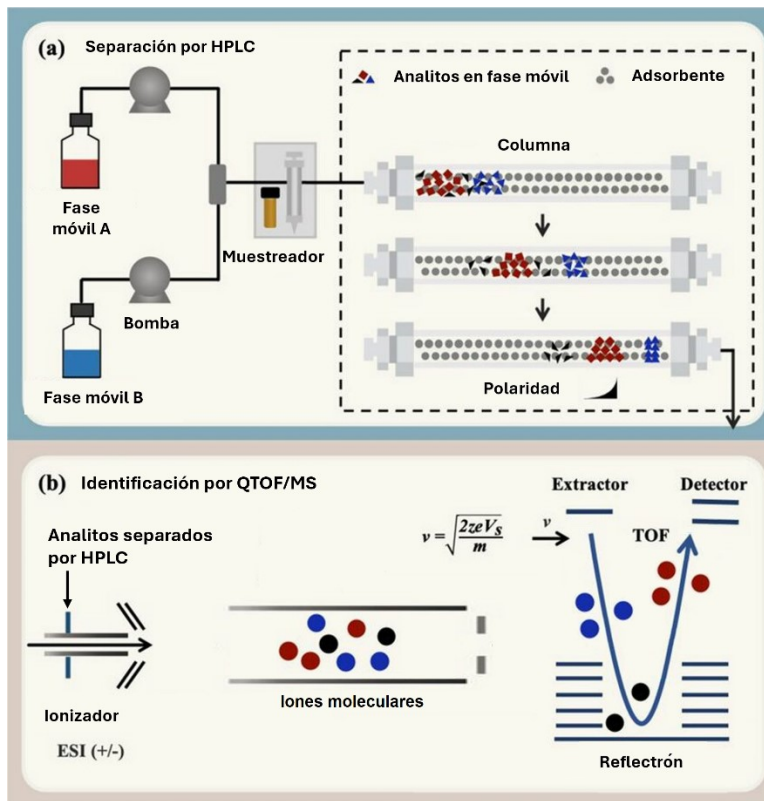 (a) Separación por HPLC
Analitos en fase móvil
Adsorbente
Columna
Fase
móvil A
Muestreador
Bomba
Fase móvil B
Polaridad
(b) Identificación por QTOF/MS
Extractor
Detector
Analitos separados
por HPLC
v = √(2zeVs/m)
v
TOF
Ionizador
ESI (+/-)
Iones moleculares
Reflectrón